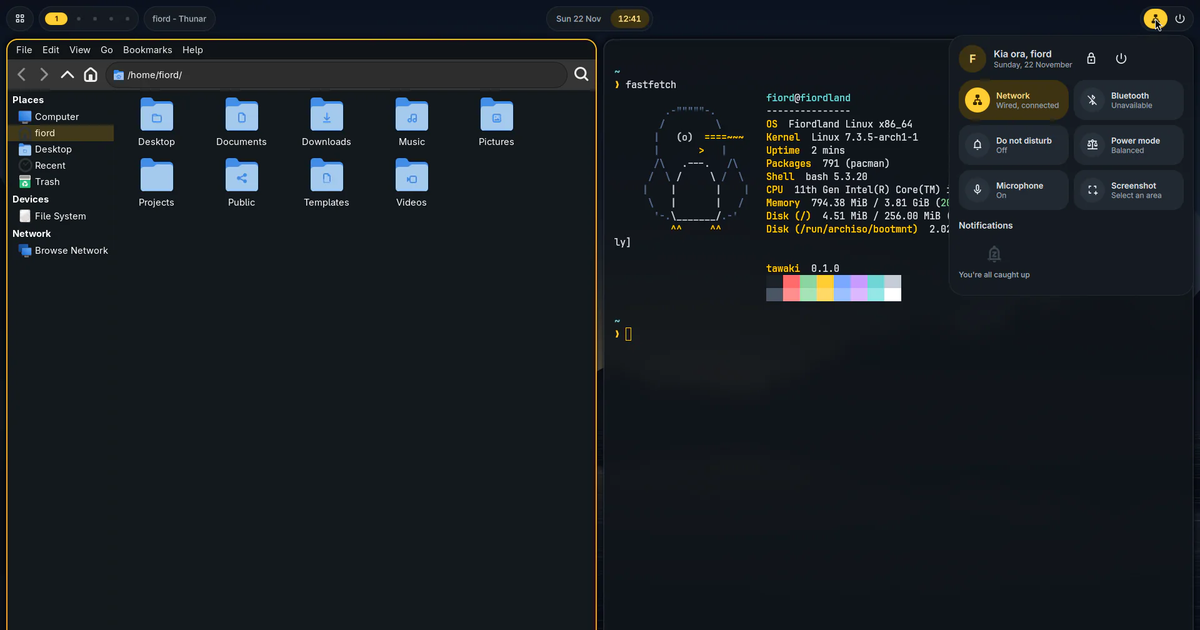 1
fiord - Thunar
Sun 22 Nov 12:41
File Edit View Go Bookmarks Help
/home/fiord/
Places
Computer
fiord
Desktop
Recent
Trash
Devices
File System
Network
Browse Network
Desktop Documents Downloads Music Pictures
Projects Public Templates Videos
~
❯ fastfetch
fiord@fiordland
--------------
OS Fiordland Linux x86_64
Kernel Linux 7.3.5-arch1-1
Uptime 2 mins
Packages 791 (pacman)
Shell bash 5.3.20
CPU 11th Gen Intel(R) Core(TM) i
Memory 794.38 MiB / 3.81 GiB (20
Disk (/) 4.51 MiB / 256.00 MiB (
Disk (/run/archiso/bootmnt) 2.02
ly]
tawaki 0.1.0
~
❯
F
Kia ora, fiord
Sunday, 22 November
Network
Wired, connected
Bluetooth
Unavailable
Do not disturb
Off
Power mode
Balanced
Microphone
On
Screenshot
Select an area
Notifications
You're all caught up